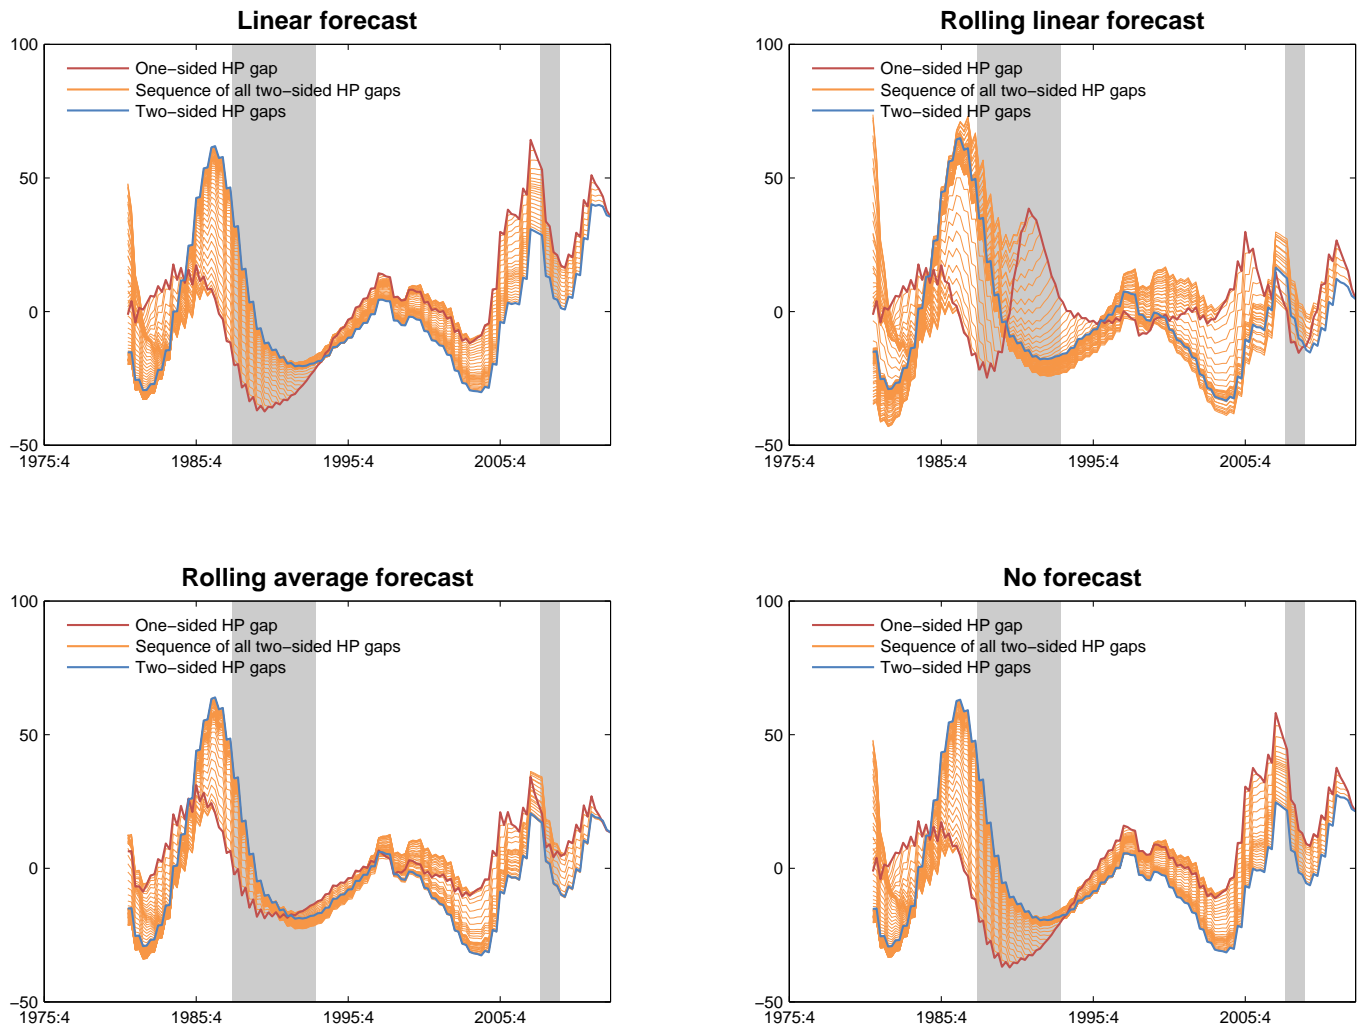 Linear forecast
100
50
0
−50
1975:4
1985:4
1995:4
2005:4
One−sided HP gap
Sequence of all two−sided HP gaps
Two−sided HP gaps
Rolling linear forecast
100
50
0
−50
1975:4
1985:4
1995:4
2005:4
One−sided HP gap
Sequence of all two−sided HP gaps
Two−sided HP gaps
Rolling average forecast
100
50
0
−50
1975:4
1985:4
1995:4
2005:4
One−sided HP gap
Sequence of all two−sided HP gaps
Two−sided HP gaps
No forecast
100
50
0
−50
1975:4
1985:4
1995:4
2005:4
One−sided HP gap
Sequence of all two−sided HP gaps
Two−sided HP gaps